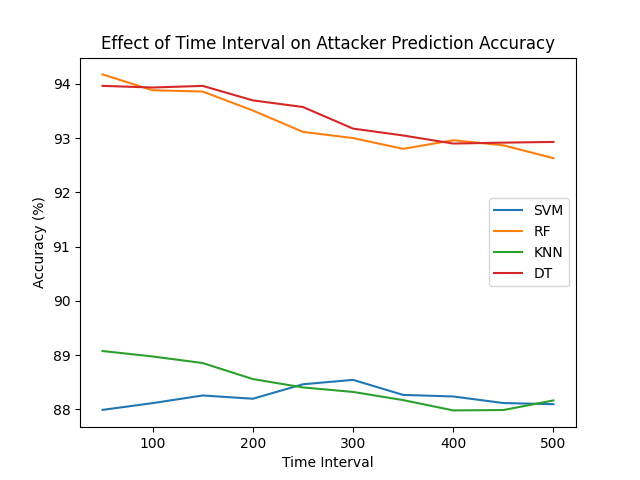 Effect of Time Interval on Attacker Prediction Accuracy
Accuracy (%)
94
93
92
91
90
89
88
SVM
RF
KNN
DT
100 200 300 400 500
Time Interval